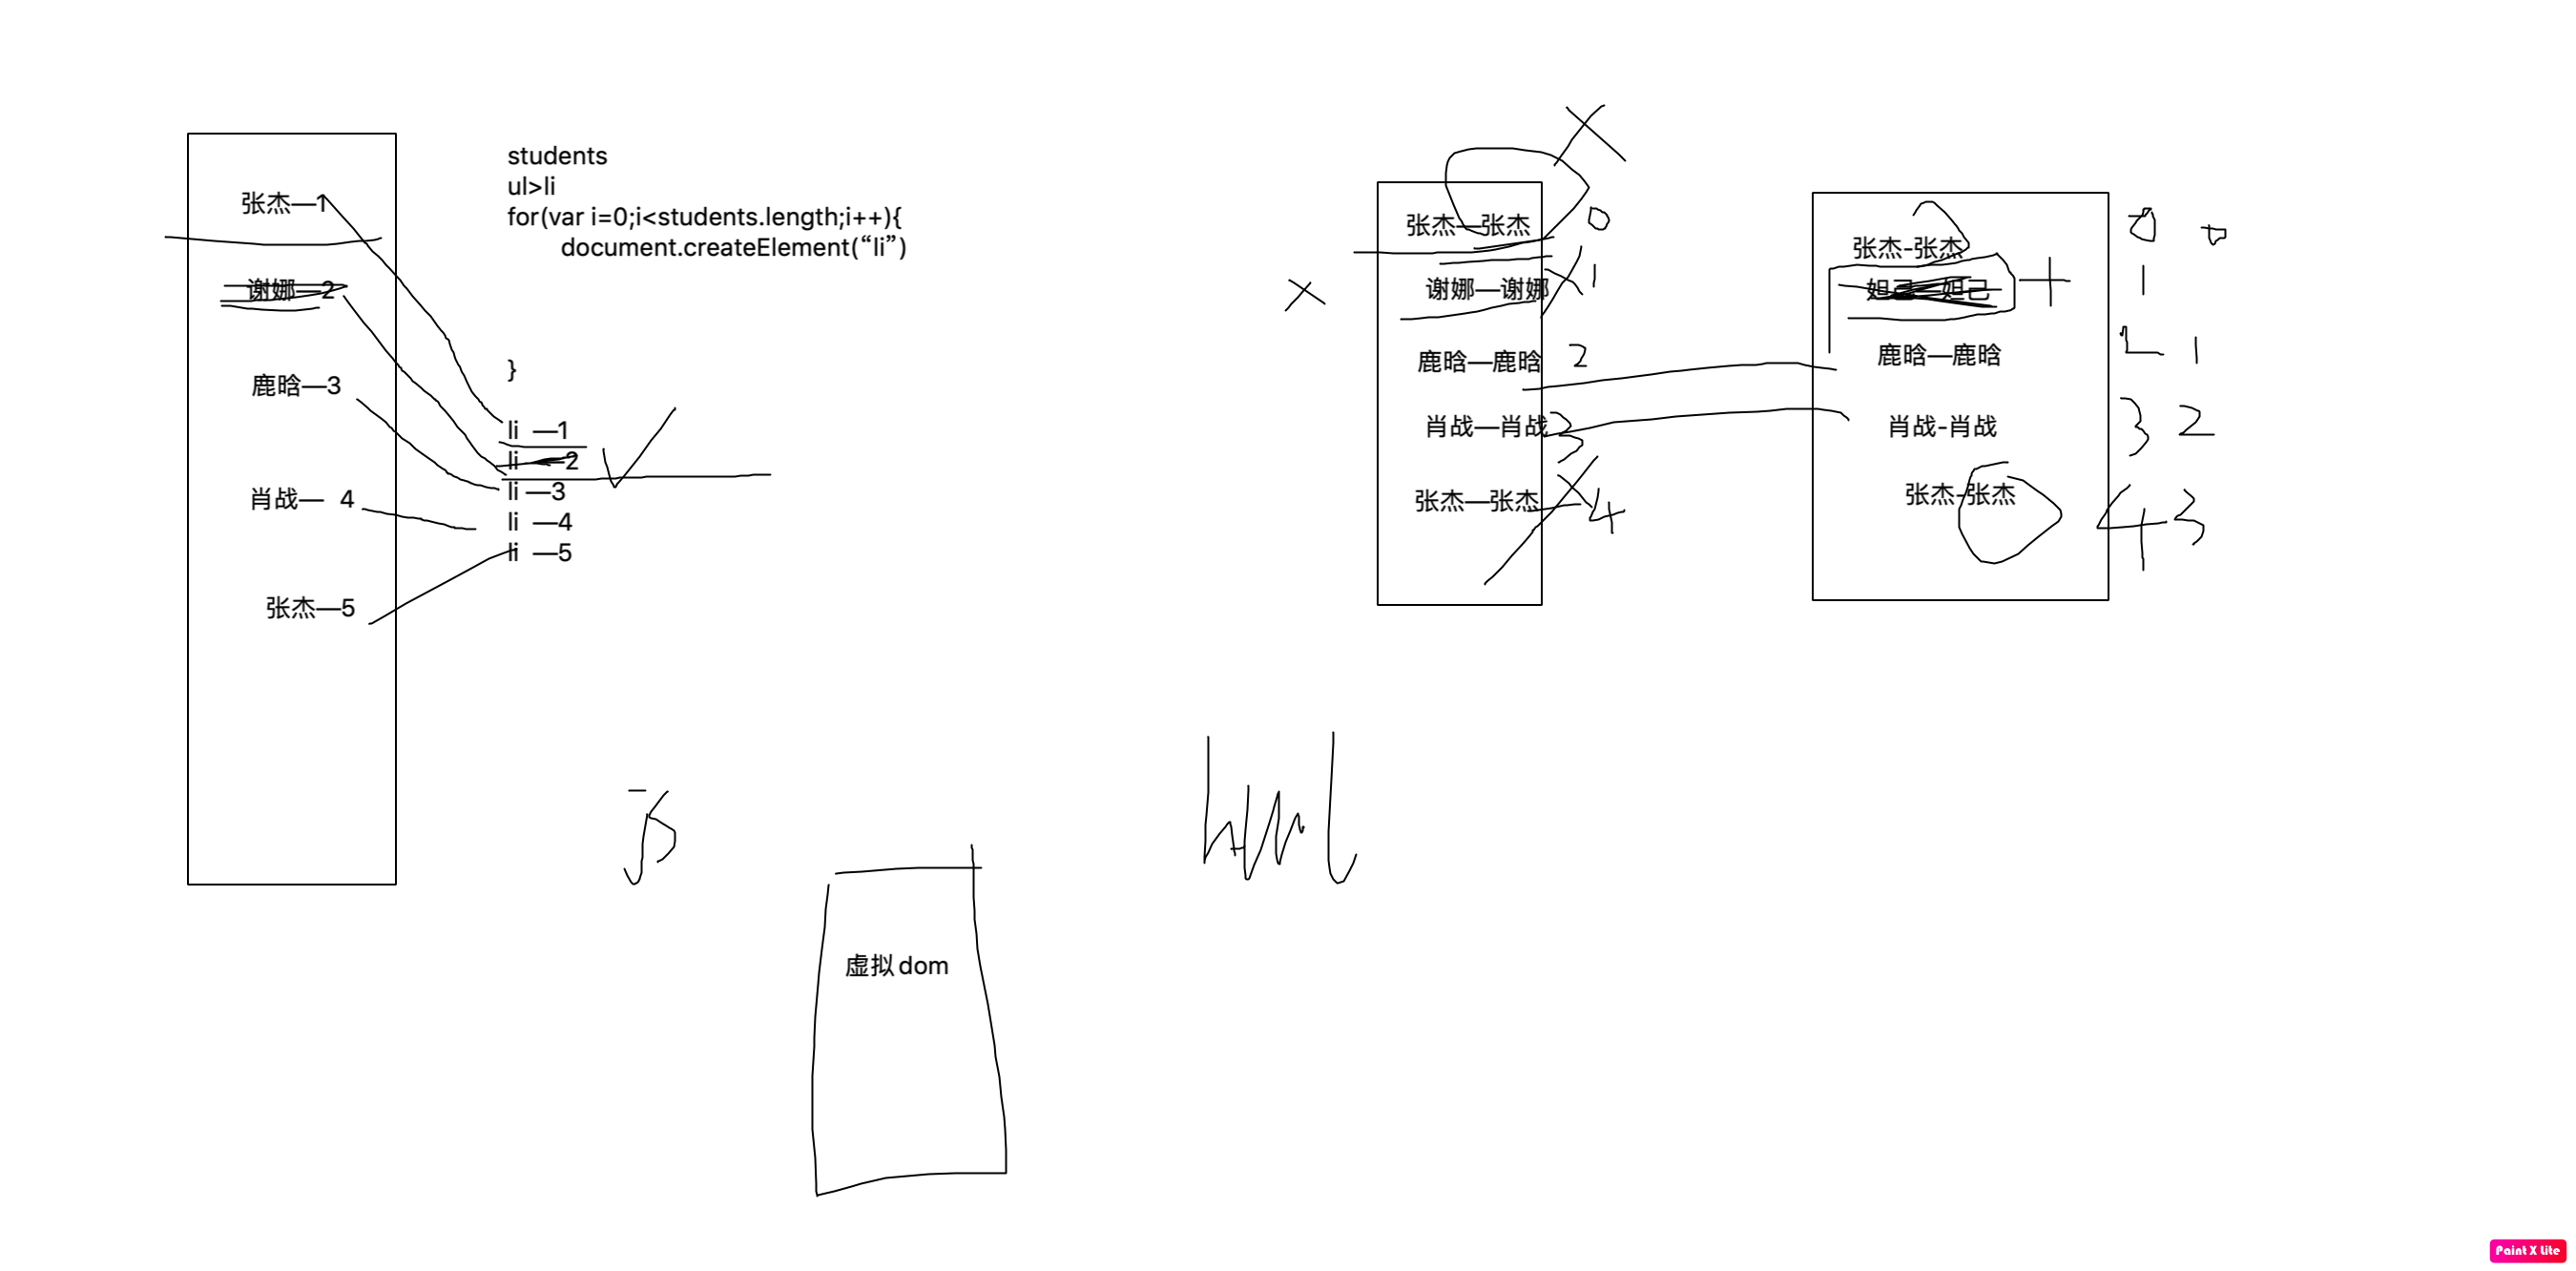 张杰—1
谢娜—2
鹿晗—3
肖战— 4
张杰—5
students
ul>li
for(var i=0;i<students.length;i++){
document.createElement(“li”)
}
li —1
li —2
li —3
li —4
li —5
张杰—张杰 0
谢娜—谢娜 1
鹿晗—鹿晗 2
肖战—肖战 3
张杰—张杰 4
张杰-张杰 0 0
妲己—妲己 1
鹿晗—鹿晗 2 1
肖战-肖战 3 2
张杰-张杰 4 3
js
html
虚拟dom
Paint X Lite